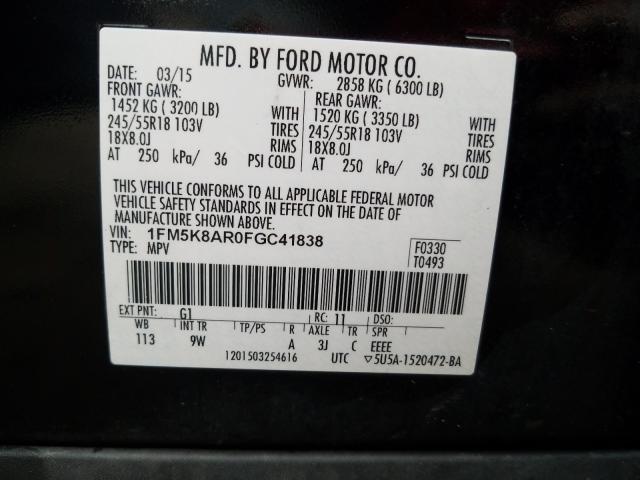 MFD. BY FORD MOTOR CO.
DATE: 03/15 GVWR: 2858 KG ( 6300 LB)
FRONT GAWR: REAR GAWR:
1452 KG ( 3200 LB) WITH 1520 KG ( 3350 LB) WITH
245/55R18 103V TIRES 245/55R18 103V TIRES
18X8.0J RIMS 18X8.0J RIMS
AT 250 kPa/ 36 PSI COLD AT 250 kPa/ 36 PSI COLD
THIS VEHICLE CONFORMS TO ALL APPLICABLE FEDERAL MOTOR
VEHICLE SAFETY STANDARDS IN EFFECT ON THE DATE OF
MANUFACTURE SHOWN ABOVE.
VIN: 1FM5K8AR0FGC41838 F0330
TYPE: MPV T0493
EXT PNT: G1 RC: 11 DSO:
WB INT TR TP/PS R AXLE TR SPR
113 9W A 3J C EEEE
1201503254616 UTC ▽5U5A-1520472-BA